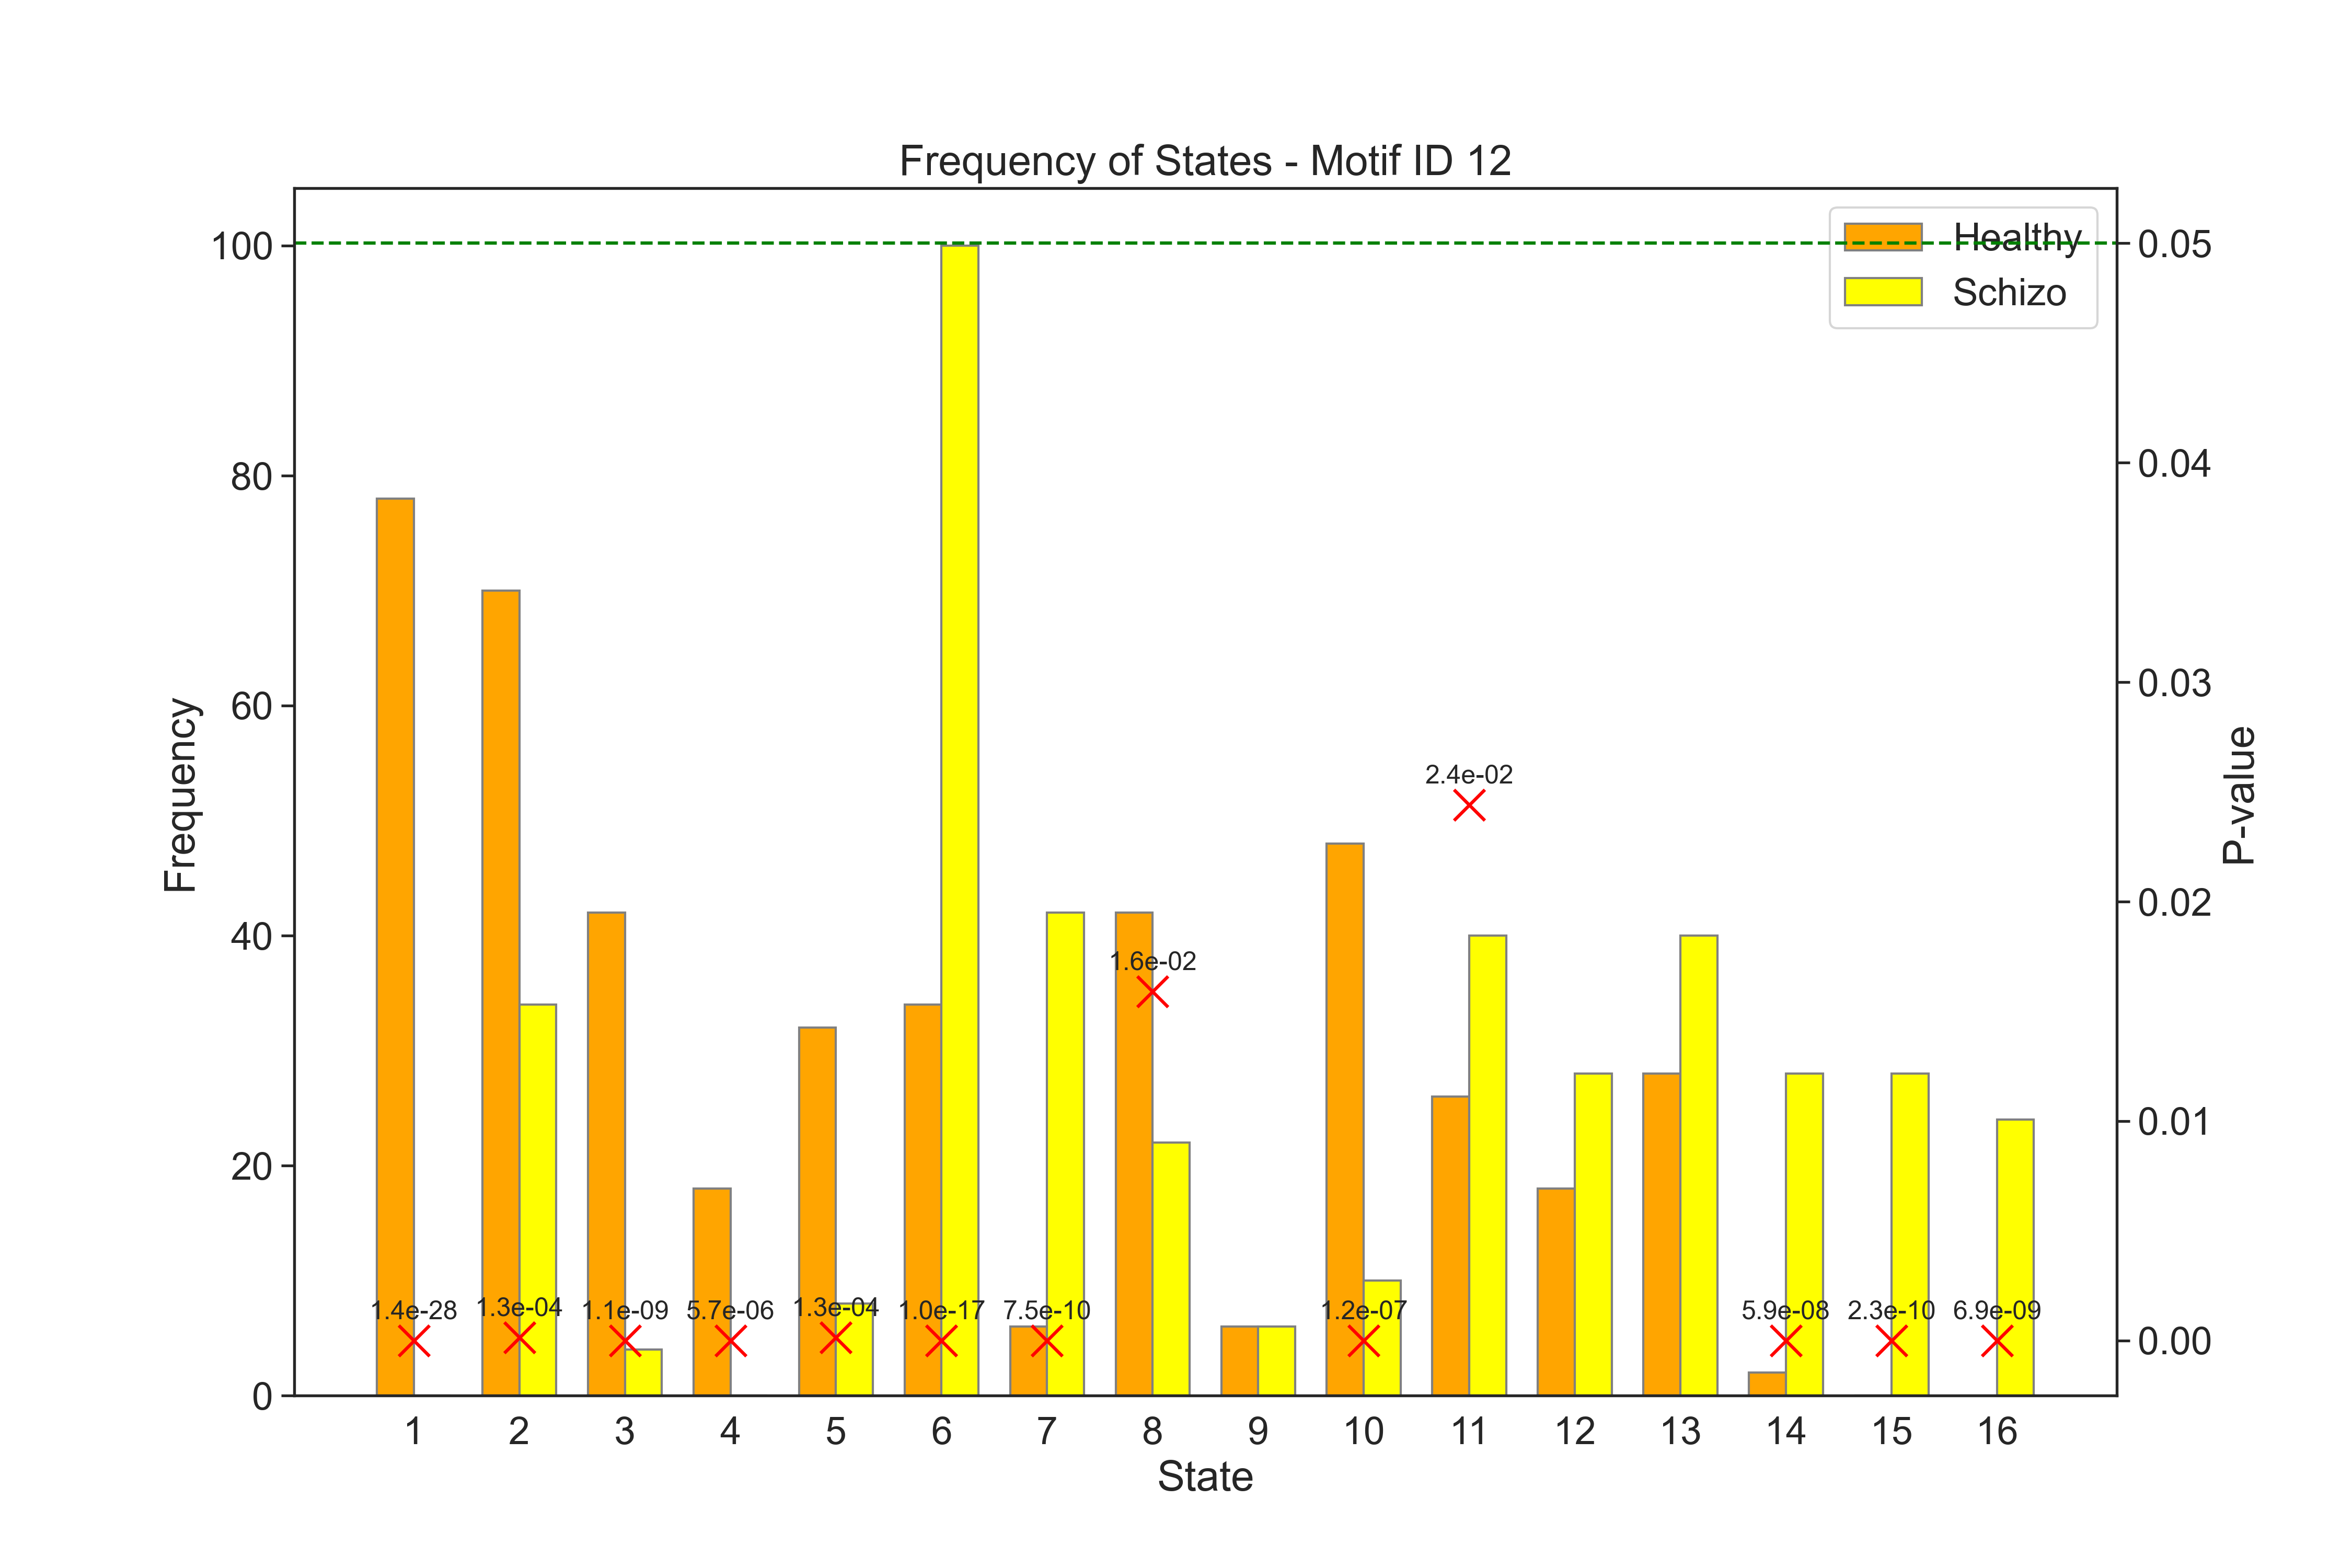 Frequency of States - Motif ID 12
Healthy
Schizo
Frequency
100
80
60
40
20
0
P-value
0.05
0.04
0.03
0.02
0.01
0.00
2.4e-02
1.6e-02
1.4e-28 1.3e-04 1.1e-09 5.7e-06 1.3e-04 1.0e-17 7.5e-10 1.2e-07 5.9e-08 2.3e-10 6.9e-09
1 2 3 4 5 6 7 8 9 10 11 12 13 14 15 16
State